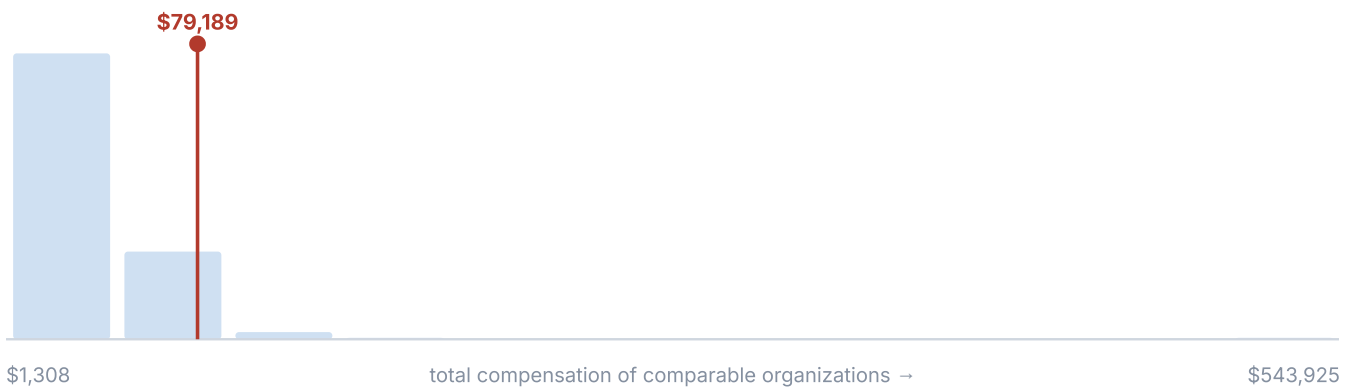 $79,189
$1,308
total compensation of comparable organizations →
$543,925